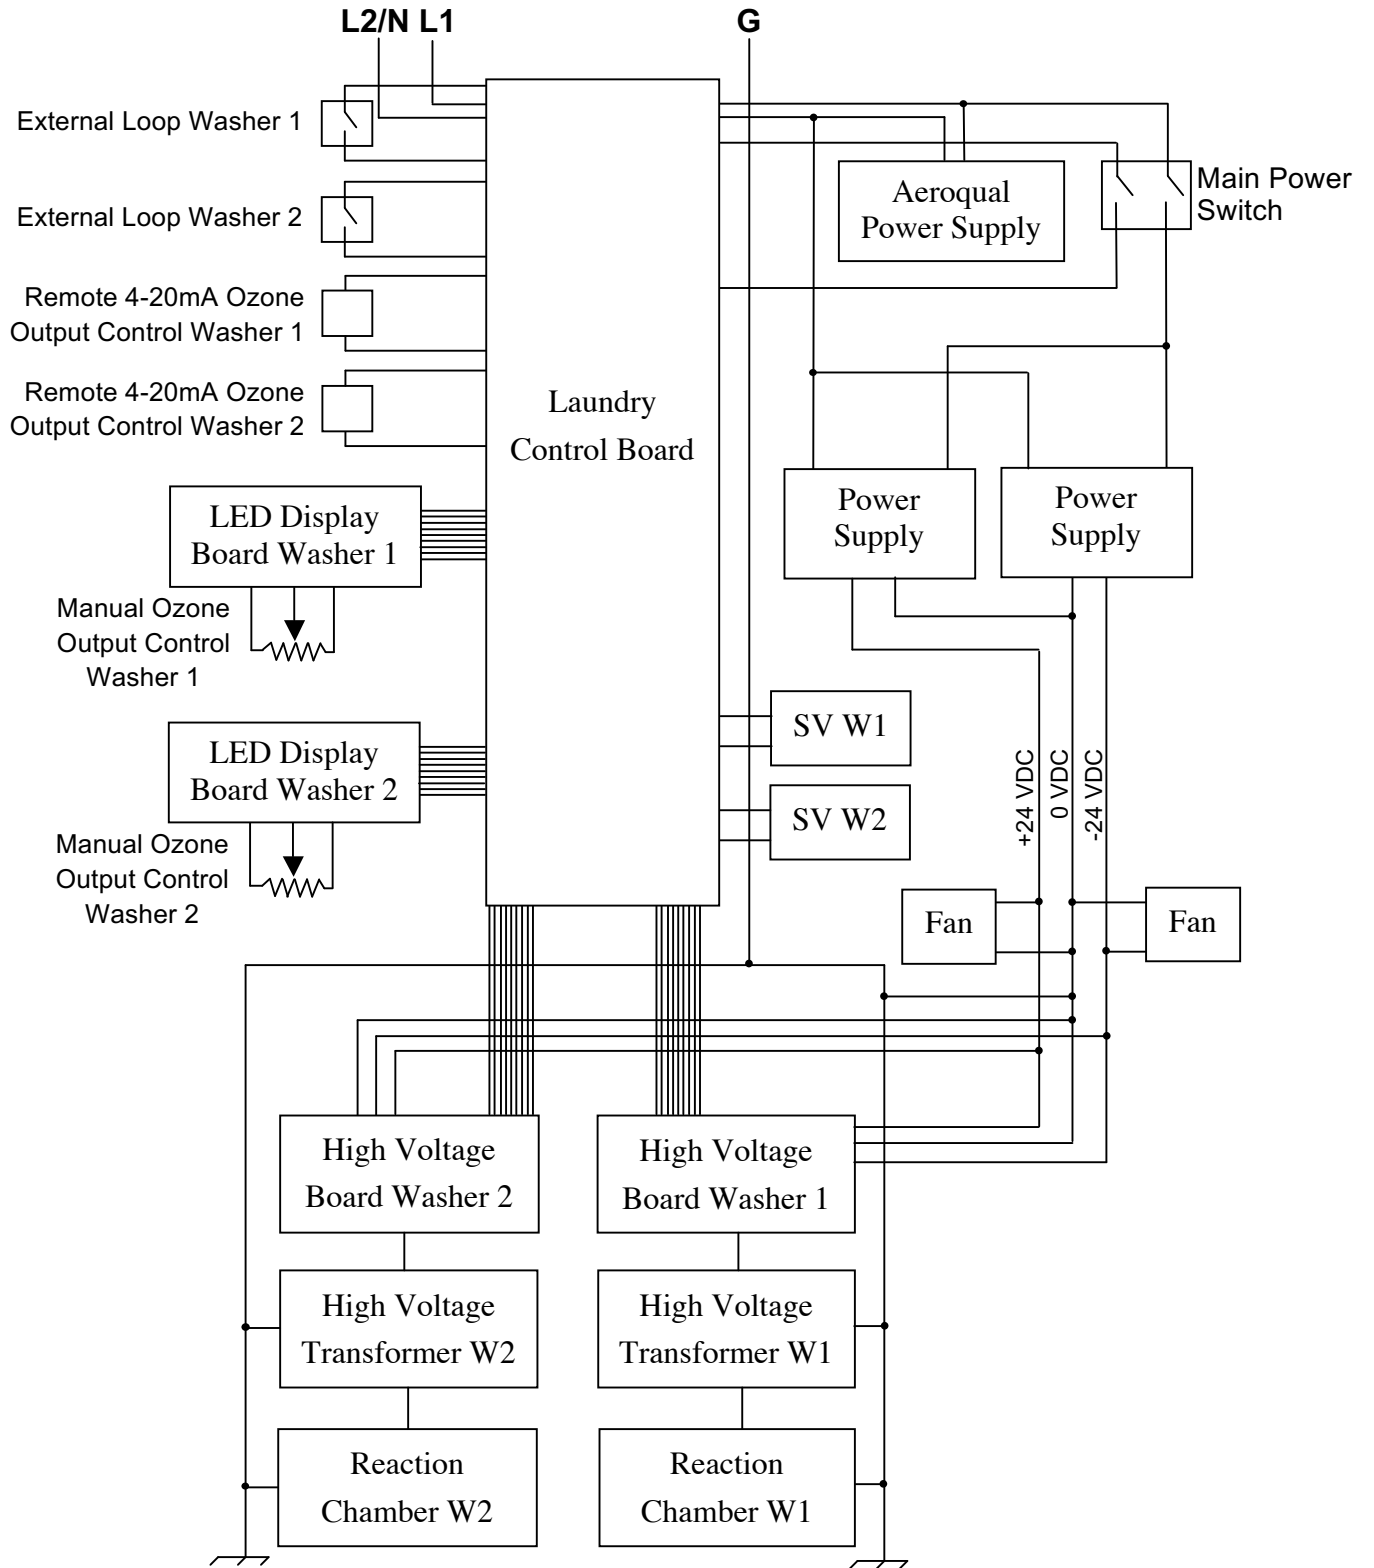 L2/N L1
G
External Loop Washer 1
External Loop Washer 2
Remote 4-20mA Ozone
Output Control Washer 1
Remote 4-20mA Ozone
Output Control Washer 2
Laundry
Control Board
Aeroqual
Power Supply
Main Power
Switch
Power
Supply
Power
Supply
LED Display
Board Washer 1
Manual Ozone
Output Control
Washer 1
LED Display
Board Washer 2
Manual Ozone
Output Control
Washer 2
SV W1
SV W2
+24 VDC
0 VDC
-24 VDC
Fan
Fan
High Voltage
Board Washer 2
High Voltage
Board Washer 1
High Voltage
Transformer W2
High Voltage
Transformer W1
Reaction
Chamber W2
Reaction
Chamber W1